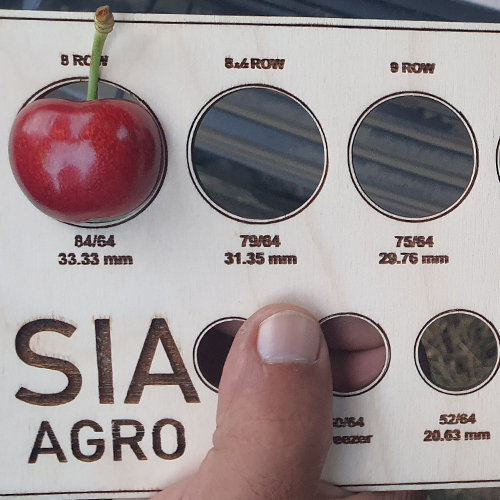 8 ROW
8.4 ROW
9 ROW
84/64
33.33 mm
79/64
31.35 mm
75/64
29.76 mm
SIA
AGRO
52/64
20.63 mm